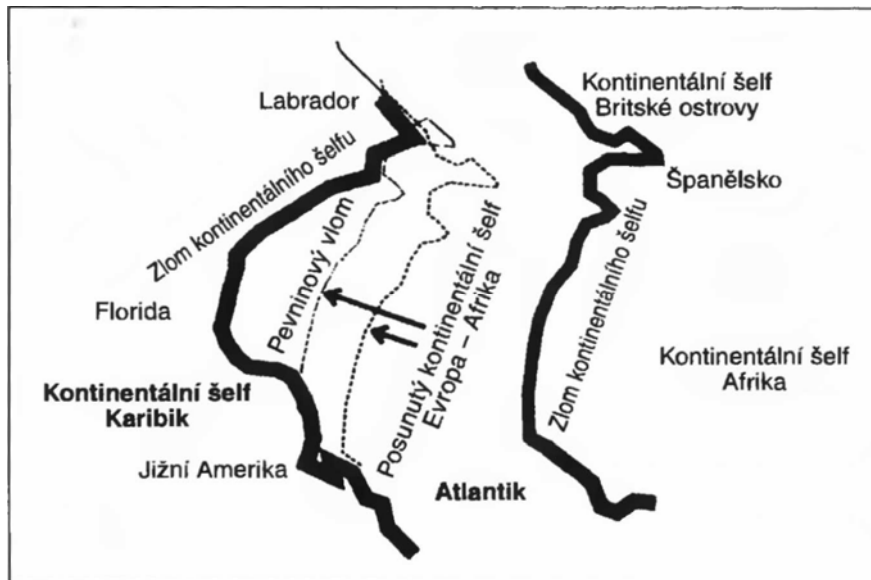 Labrador
Zlom kontinentálního šelfu
Pevninový vlom
Florida
Kontinentální šelf
Karibik
Jižní Amerika
Posunutý kontinentální šelf
Evropa – Afrika
Atlantik
Kontinentální šelf
Britské ostrovy
Španělsko
Zlom kontinentálního šelfu
Kontinentální šelf
Afrika